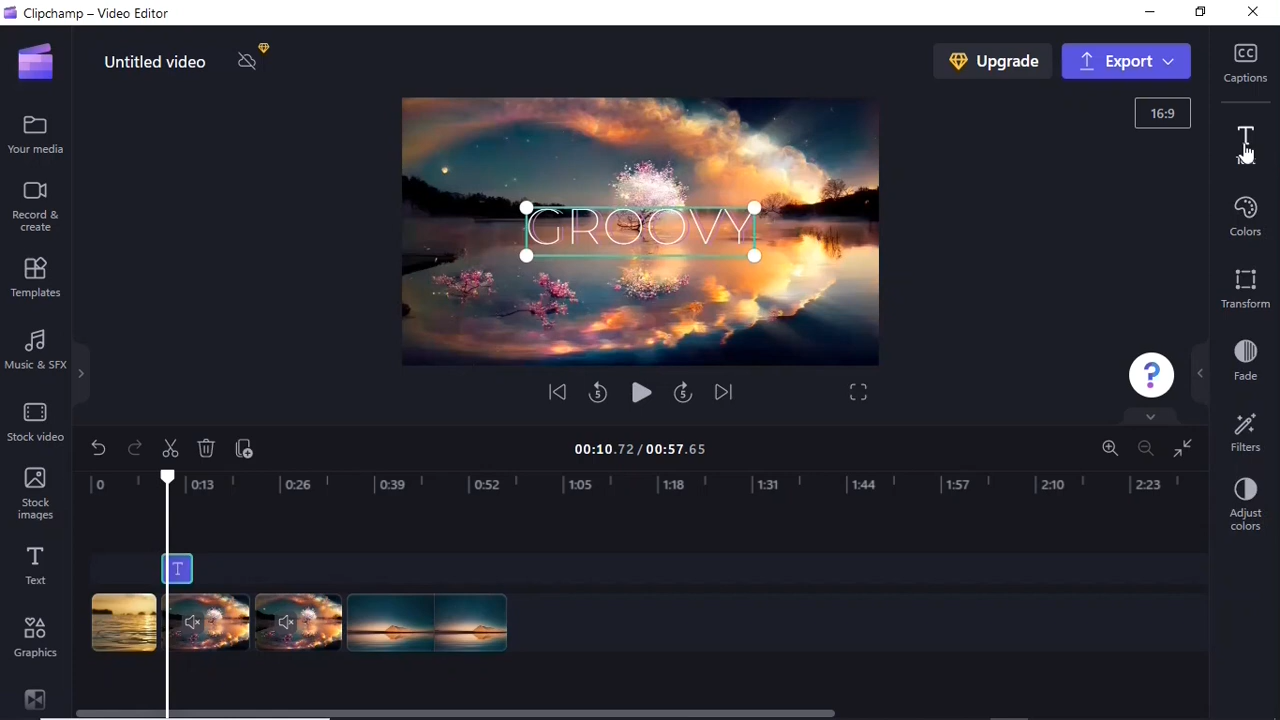 Clipchamp – Video Editor
Untitled video
Upgrade
Export
16:9
Captions
Colors
Transform
Fade
Filters
Adjust
colors
Your media
Record &
create
Templates
Music & SFX
Stock video
Stock
images
Text
Graphics
GROOVY
5
5
?
00:10.72 / 00:57.65
0
0:13
0:26
0:39
0:52
1:05
1:18
1:31
1:44
1:57
2:10
2:23
T